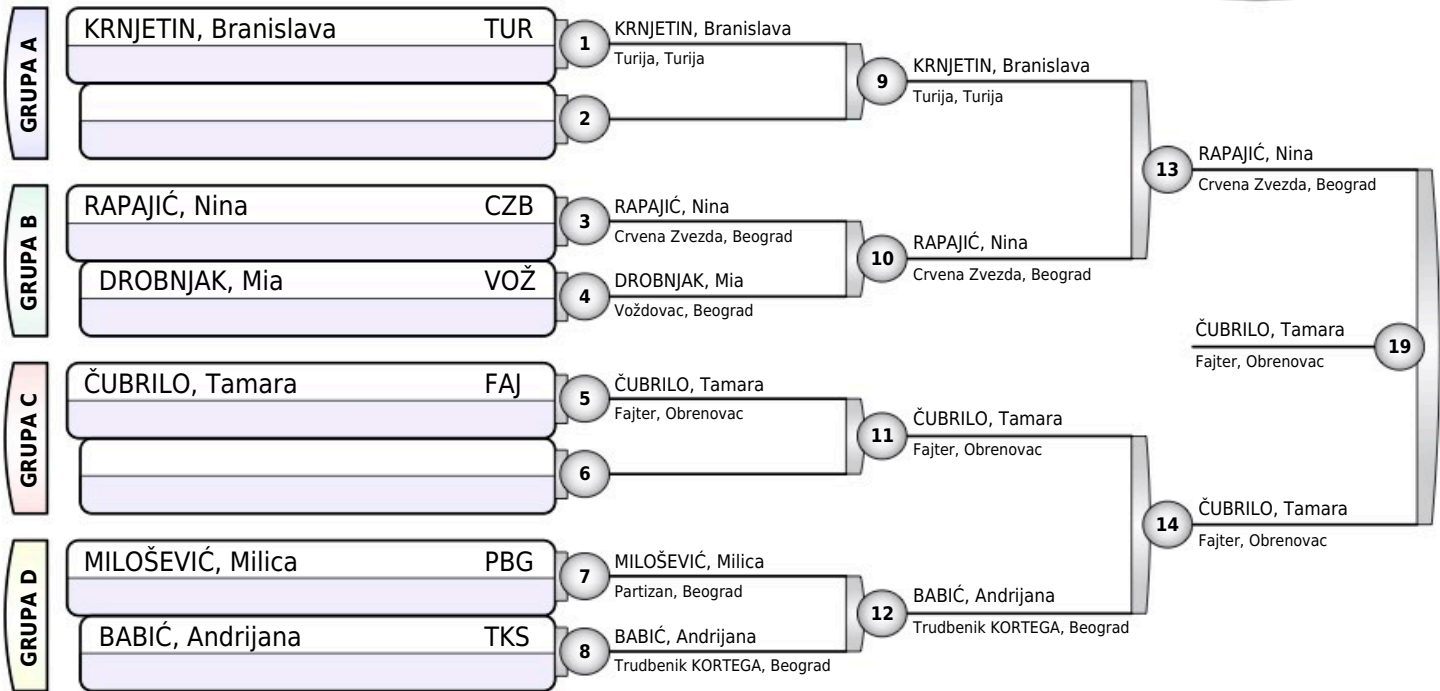 GRUPA A
KRNJETIN, Branislava TUR
1
KRNJETIN, Branislava
Turija, Turija
2
9
KRNJETIN, Branislava
Turija, Turija
GRUPA B
RAPAJIĆ, Nina CZB
3
RAPAJIĆ, Nina
Crvena Zvezda, Beograd
DROBNJAK, Mia VOŽ
4
DROBNJAK, Mia
Voždovac, Beograd
10
RAPAJIĆ, Nina
Crvena Zvezda, Beograd
13
RAPAJIĆ, Nina
Crvena Zvezda, Beograd
GRUPA C
ČUBRILO, Tamara FAJ
5
ČUBRILO, Tamara
Fajter, Obrenovac
6
11
ČUBRILO, Tamara
Fajter, Obrenovac
GRUPA D
MILOŠEVIĆ, Milica PBG
7
MILOŠEVIĆ, Milica
Partizan, Beograd
BABIĆ, Andrijana TKS
8
BABIĆ, Andrijana
Trudbenik KORTEGA, Beograd
12
BABIĆ, Andrijana
Trudbenik KORTEGA, Beograd
14
ČUBRILO, Tamara
Fajter, Obrenovac
ČUBRILO, Tamara
Fajter, Obrenovac
19